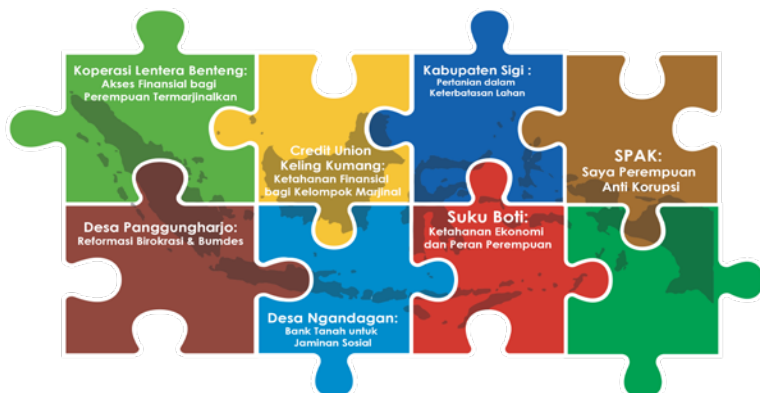 Koperasi Lentera Benteng:
Akses Finansial bagi
Perempuan Termarjinalkan
Credit Union
Keling Kumang:
Ketahanan Finansial
bagi Kelompok Marjinal
Kabupaten Sigi :
Pertanian dalam
Keterbatasan Lahan
SPAK:
Saya Perempuan
Anti Korupsi
Desa Panggungharjo:
Reformasi Birokrasi & Bumdes
Desa Ngandagan:
Bank Tanah untuk
Jaminan Sosial
Suku Boti:
Ketahanan Ekonomi
dan Peran Perempuan